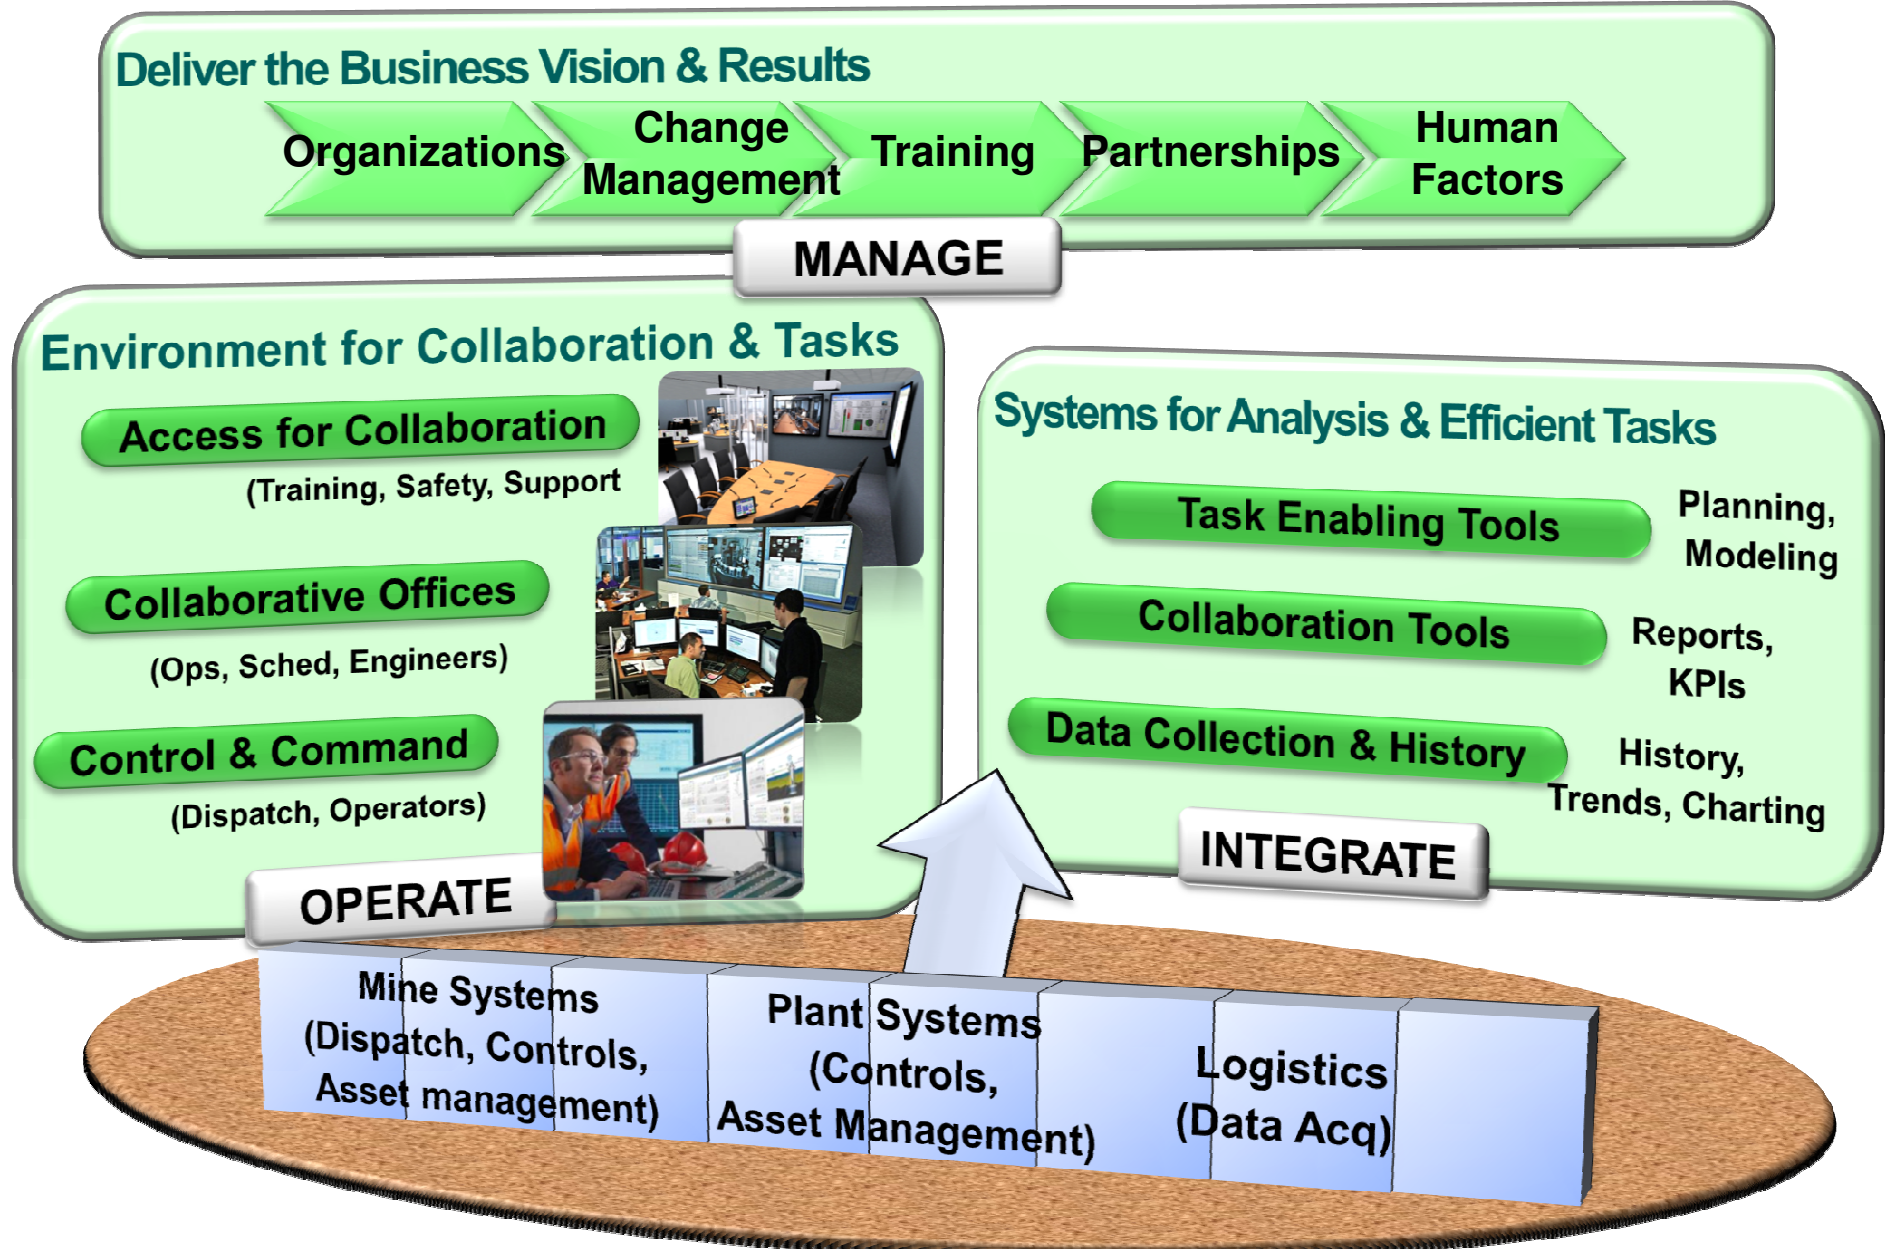 Deliver the Business Vision & Results
Organizations
Change
Management
Training
Partnerships
Human
Factors
MANAGE
Environment for Collaboration & Tasks
Access for Collaboration
(Training, Safety, Support
Collaborative Offices
(Ops, Sched, Engineers)
Control & Command
(Dispatch, Operators)
OPERATE
Systems for Analysis & Efficient Tasks
Task Enabling Tools
Planning,
Modeling
Collaboration Tools
Reports,
KPIs
Data Collection & History
History,
Trends, Charting
INTEGRATE
Mine Systems
(Dispatch, Controls,
Asset management)
Plant Systems
(Controls,
Asset Management)
Logistics
(Data Acq)